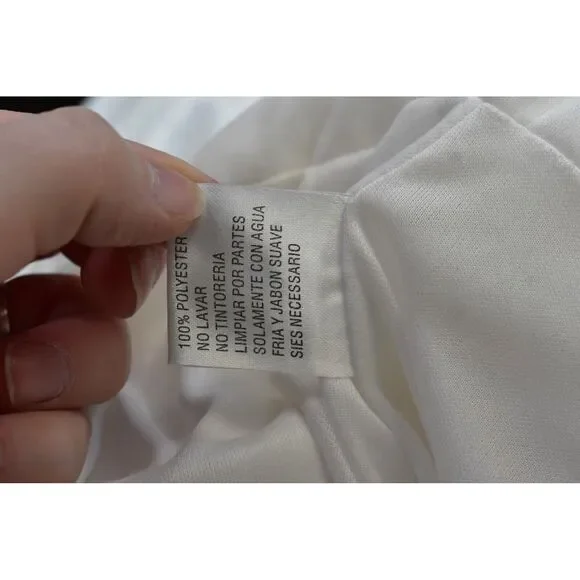 100% POLYESTER
NO LAVAR
NO TINTORERIA
LIMPIAR POR PARTES
SOLAMENTE CON AGUA
FRIA Y JABON SUAVE
SIES NECESSARIO